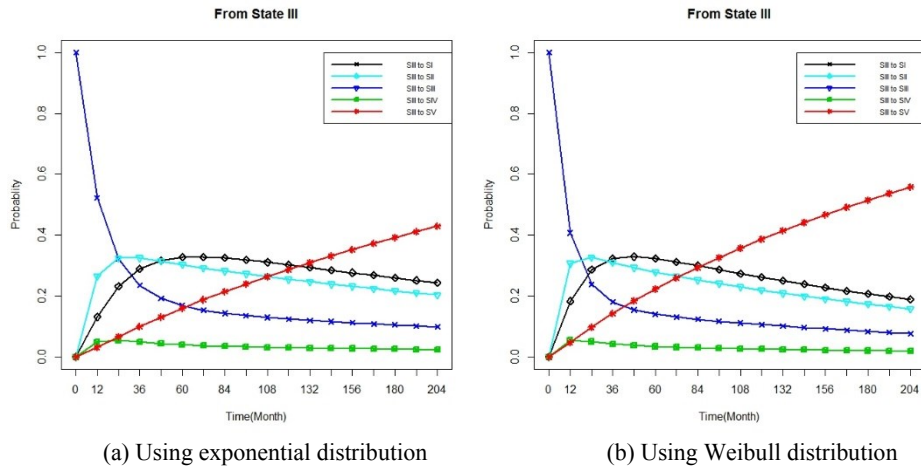 From State III
Probability
1.0
0.8
0.6
0.4
0.2
0.0
SIII to SI
SIII to SII
SIII to SIII
SIII to SIV
SIII to SV
0 12 36 60 84 108 132 156 180 204
Time(Month)
(a) Using exponential distribution
From State III
Probability
1.0
0.8
0.6
0.4
0.2
0.0
SIII to SI
SIII to SII
SIII to SIII
SIII to SIV
SIII to SV
0 12 36 60 84 108 132 156 180 204
Time(Month)
(b) Using Weibull distribution